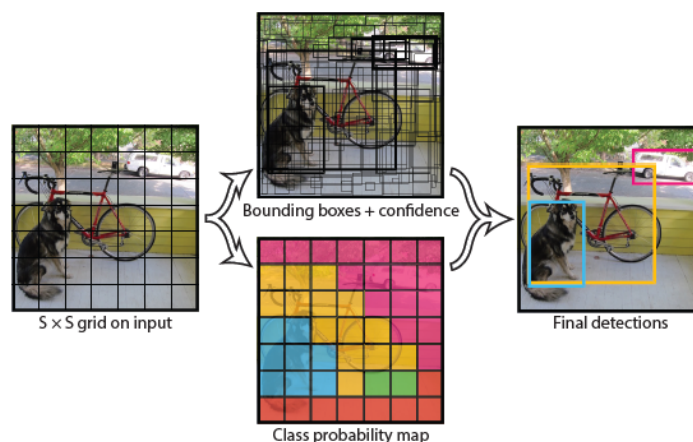 Bounding boxes + confidence
S × S grid on input
Final detections
Class probability map